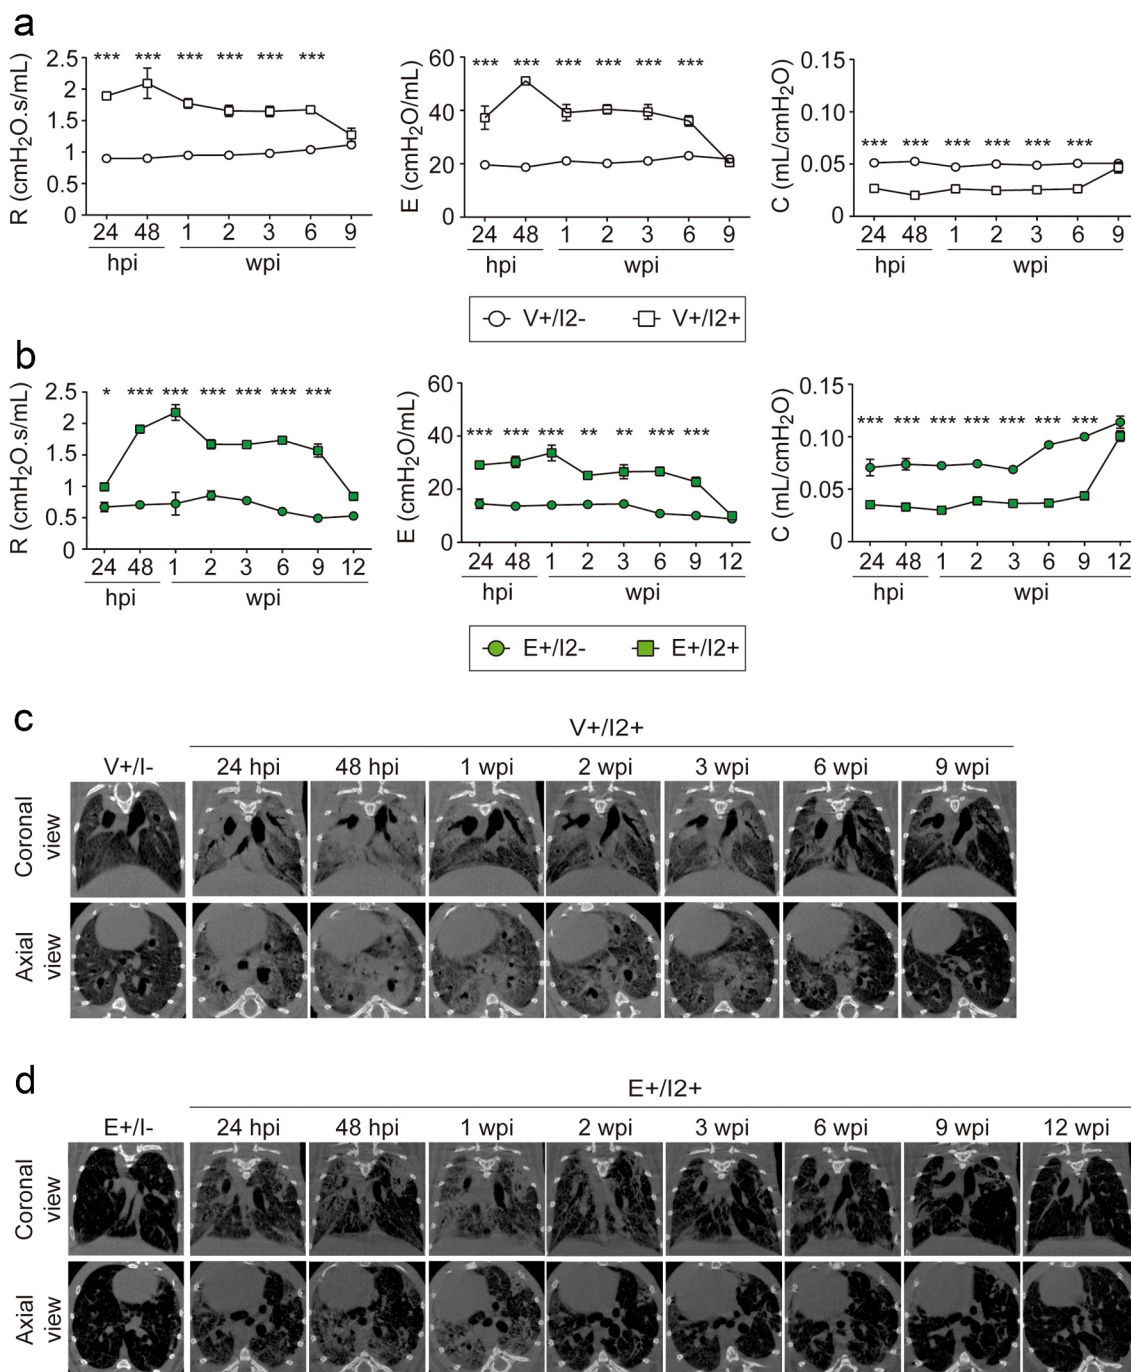 a
R (cmH2O.s/mL)
2.5
2
1.5
1
0.5
0
*** *** *** *** *** ***
24 48 1 2 3 6 9
hpi wpi
E (cmH2O/mL)
60
40
20
0
*** *** *** *** *** ***
24 48 1 2 3 6 9
hpi wpi
C (mL/cmH2O)
0.15
0.10
0.05
0
*** *** *** *** *** ***
24 48 1 2 3 6 9
hpi wpi
V+/I2- V+/I2+
b
R (cmH2O.s/mL)
2.5
2
1.5
1
0.5
0
* *** *** *** *** *** ***
24 48 1 2 3 6 9 12
hpi wpi
E (cmH2O/mL)
60
40
20
0
*** *** *** ** ** *** ***
24 48 1 2 3 6 9 12
hpi wpi
C (mL/cmH2O)
0.15
0.10
0.05
0
*** *** *** *** *** *** ***
24 48 1 2 3 6 9 12
hpi wpi
E+/I2- E+/I2+
c
V+/I2+
V+/I- 24 hpi 48 hpi 1 wpi 2 wpi 3 wpi 6 wpi 9 wpi
Coronal
view
Axial
view
d
E+/I2+
E+/I- 24 hpi 48 hpi 1 wpi 2 wpi 3 wpi 6 wpi 9 wpi 12 wpi
Coronal
view
Axial
view